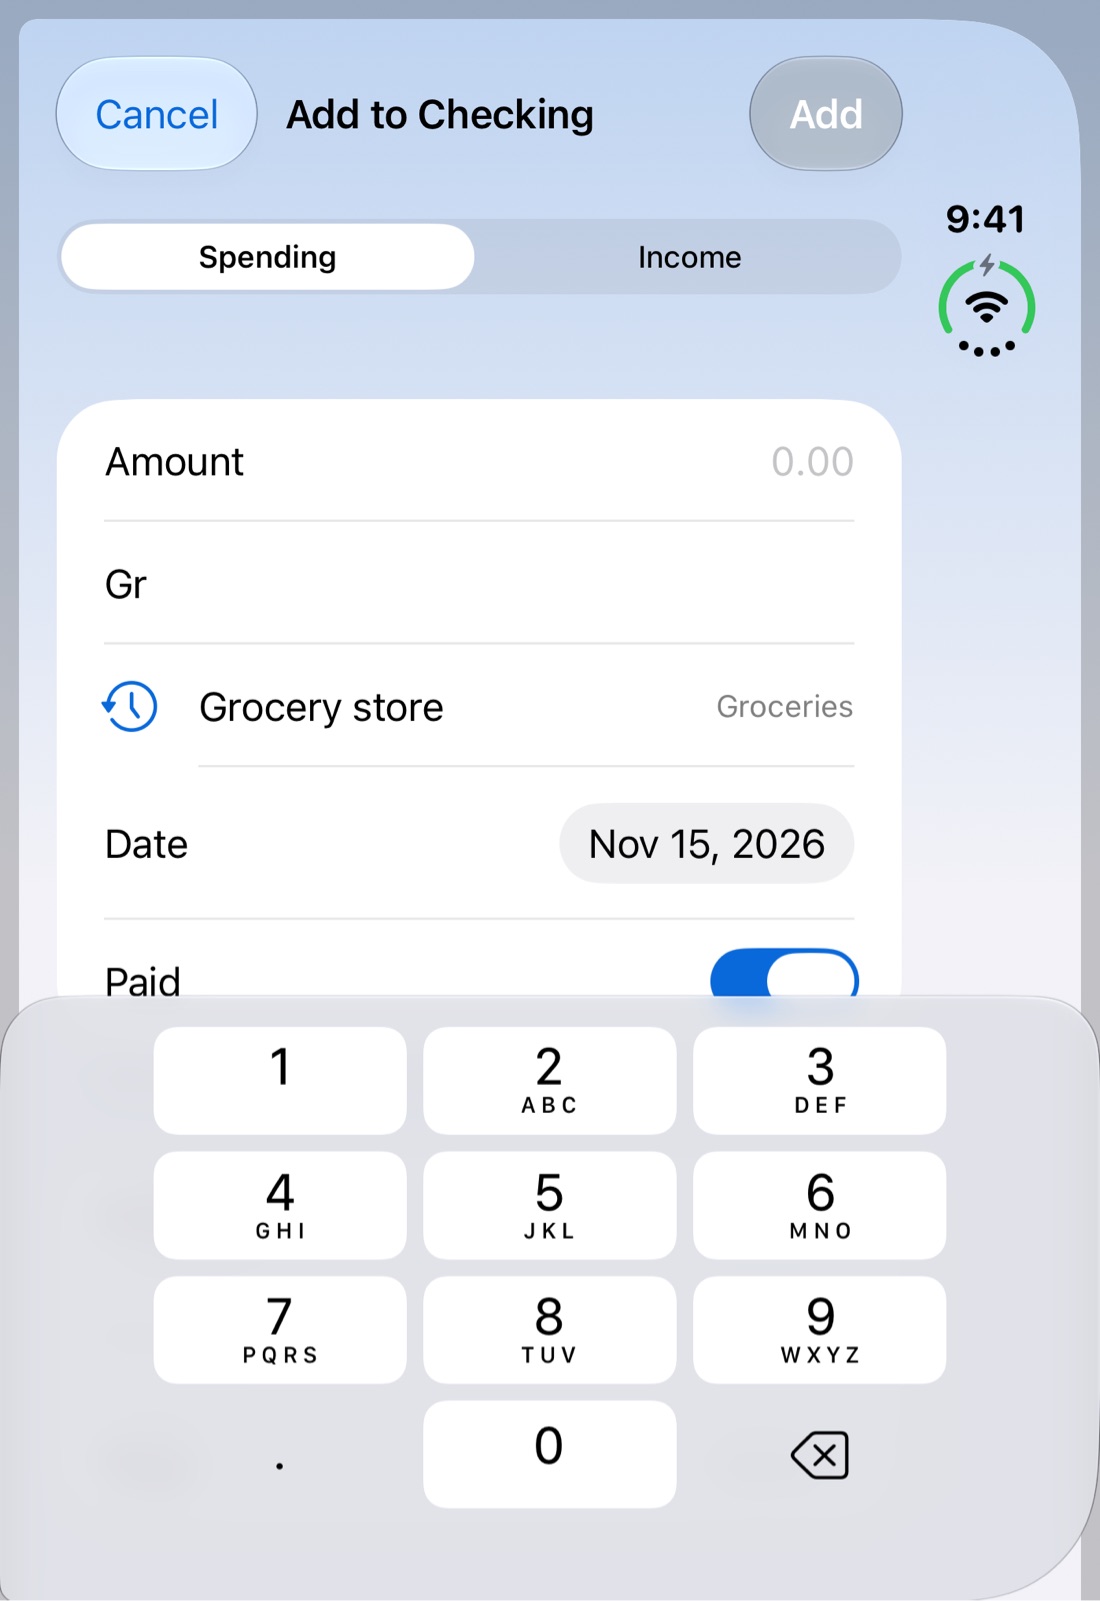 Cancel Add to Checking Add
Spending Income
9:41
Amount 0.00
Gr
Grocery store Groceries
Date Nov 15, 2026
Paid
1 2 3
ABC DEF
4 5 6
GHI JKL MNO
7 8 9
PQRS TUV WXYZ
. 0